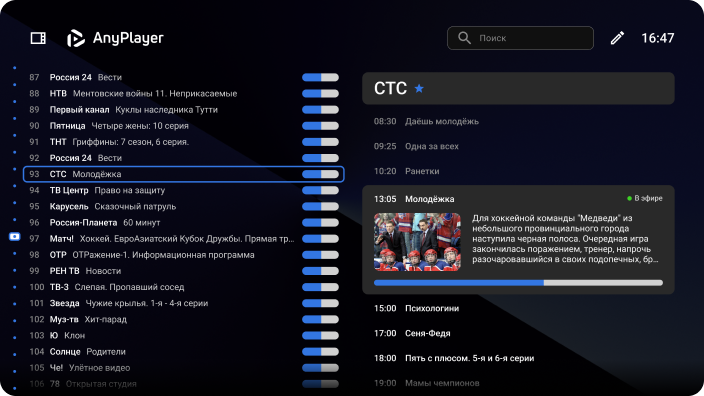 AnyPlayer
Поиск
16:47
87 Россия 24 Вести
88 НТВ Ментовские войны 11. Неприкасаемые
89 Первый канал Куклы наследника Тутти
90 Пятница Четыре жены: 10 серия
91 ТНТ Гриффины: 7 сезон, 6 серия.
92 Россия 24 Вести
93 СТС Молодёжка
94 ТВ Центр Право на защиту
95 Карусель Сказочный патруль
96 Россия-Планета 60 минут
97 Матч! Хоккей. ЕвроАзиатский Кубок Дружбы. Прямая тр...
98 ОТР ОТРажение-1. Информационная программа
99 РЕН ТВ Новости
100 ТВ-3 Слепая. Пропавший сосед
101 Звезда Чужие крылья. 1-я - 4-я серии
102 Муз-тв Хит-парад
103 Ю Клон
104 Солнце Родители
105 Че! Улётное видео
106 78 Открытая студия
СТС
08:30 Даёшь молодёжь
09:25 Одна за всех
10:20 Ранетки
13:05 Молодёжка
В эфире
Для хоккейной команды "Медведи" из
небольшого провинциального города
наступила черная полоса. Очередная игра
закончилась поражением, тренер, напрочь
разочаровавшийся в своих подопечных, бр...
15:00 Психологини
17:00 Сеня-Федя
18:00 Пять с плюсом. 5-я и 6-я серии
19:00 Мамы чемпионов